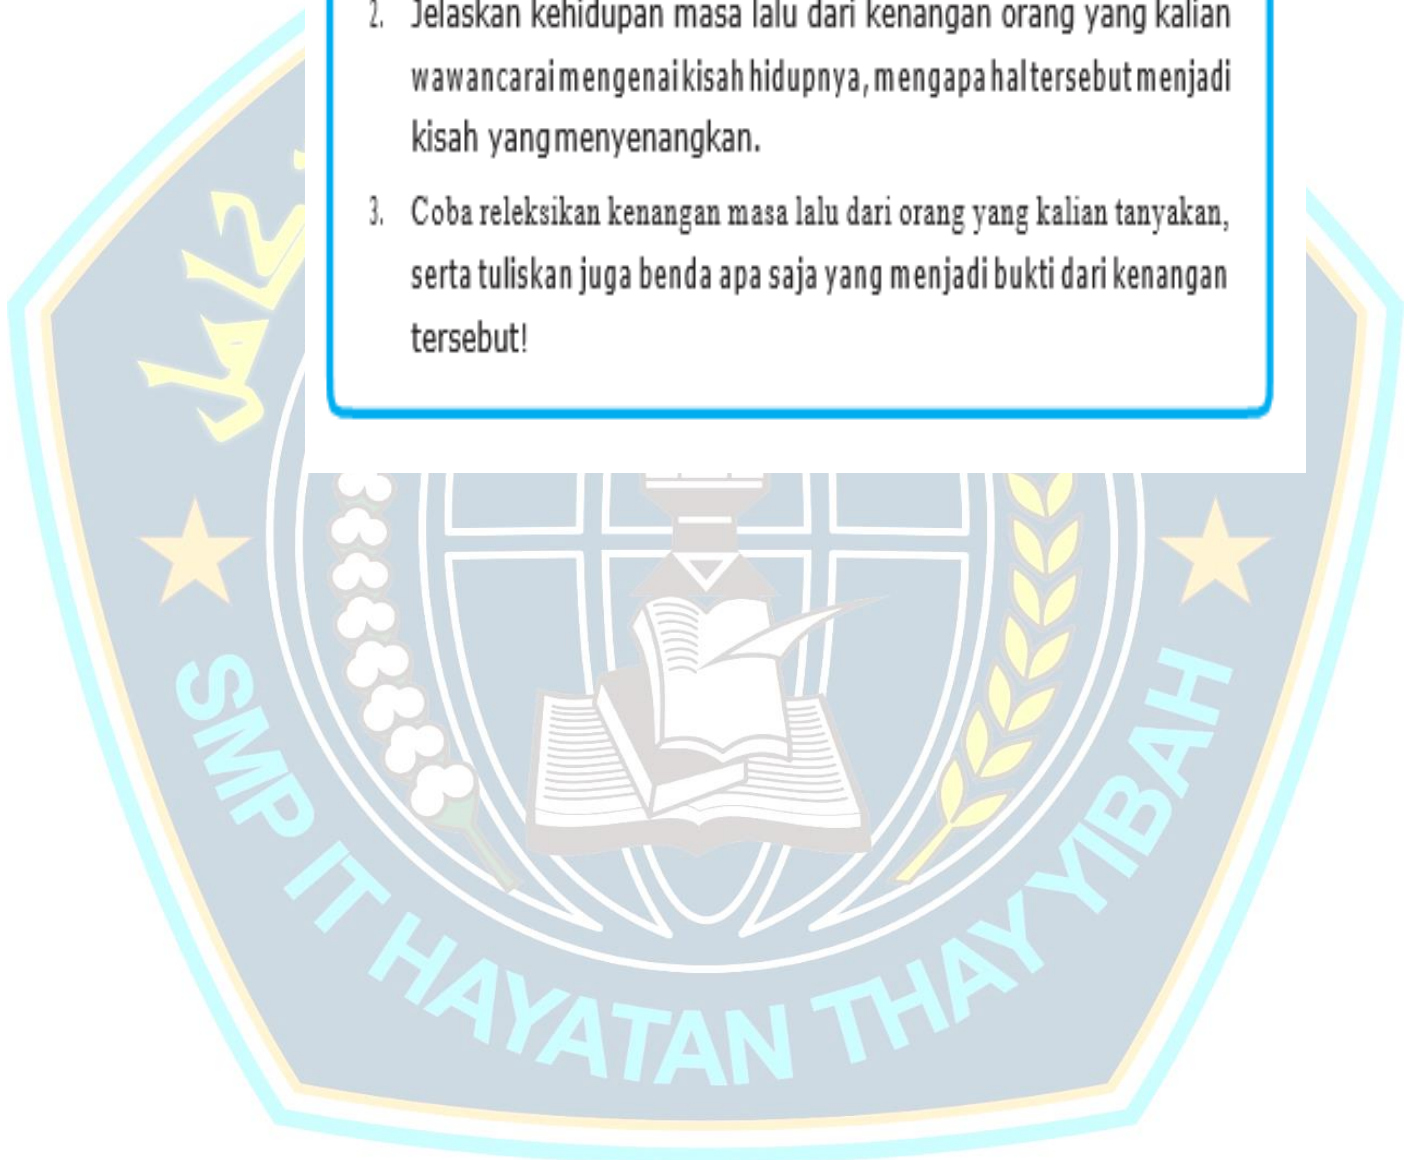 2. Jelaskan kehidupan masa lalu dari kenangan orang yang kalian
wawancarai mengenai kisah hidupnya, mengapa hal tersebut menjadi
kisah yang menyenangkan.
3. Coba releksikan kenangan masa lalu dari orang yang kalian tanyakan,
serta tuliskan juga benda apa saja yang menjadi bukti dari kenangan
tersebut!
SMP IT HAYATAN THAYYIBAH